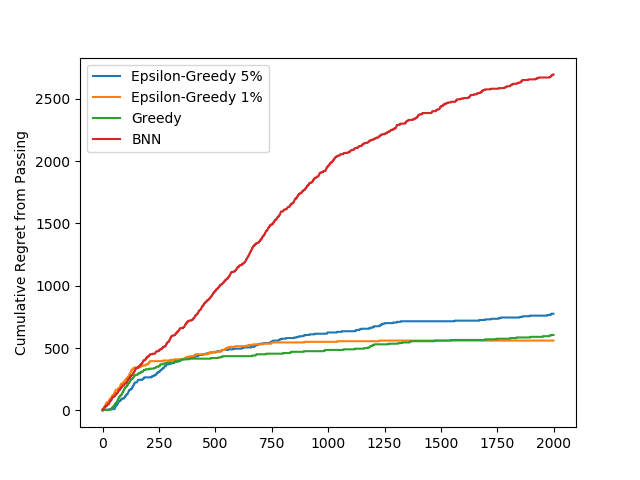 Epsilon-Greedy 5%
Epsilon-Greedy 1%
Greedy
BNN
Cumulative Regret from Passing
2500
2000
1500
1000
500
0
0 250 500 750 1000 1250 1500 1750 2000